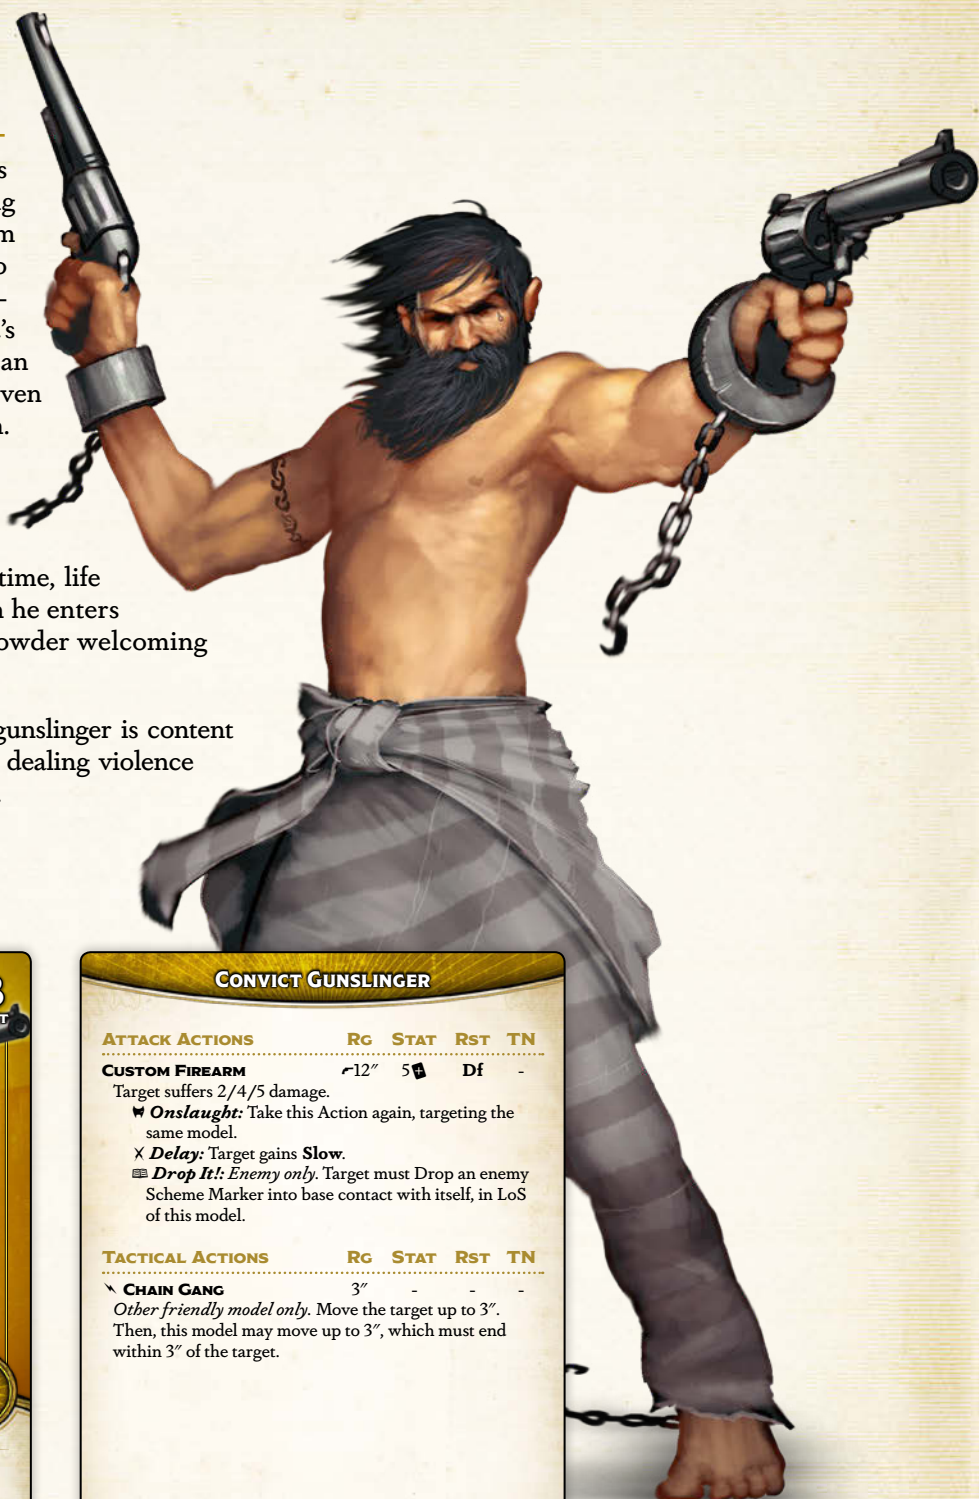 an
time, life
he enters
welcoming
gunslinger is content
dealing violence
CONVICT GUNSLINGER
ATTACK ACTIONS RG STAT RST TN
CUSTOM FIREARM 12″ 5 Df -
Target suffers 2/4/5 damage.
Onslaught: Take this Action again, targeting the
same model.
Delay: Target gains Slow.
Drop It!: Enemy only. Target must Drop an enemy
Scheme Marker into base contact with itself, in LoS
of this model.
TACTICAL ACTIONS RG STAT RST TN
CHAIN GANG 3″ - - -
Other friendly model only. Move the target up to 3″.
Then, this model may move up to 3″, which must end
within 3″ of the target.